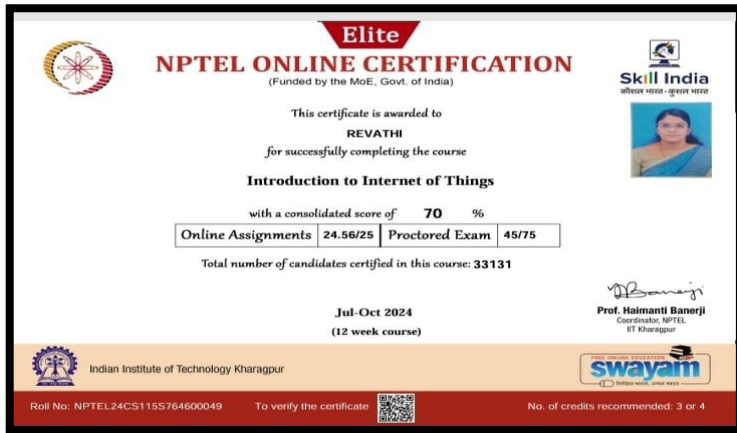 Elite
NPTEL ONLINE CERTIFICATION
(Funded by the MoE, Govt. of India)
Skill India
कौशल भारत - कुशल भारत
This certificate is awarded to
REVATHI
for successfully completing the course
Introduction to Internet of Things
with a consolidated score of 70 %
Online Assignments 24.56/25 Proctored Exam 45/75
Total number of candidates certified in this course: 33131
Jul-Oct 2024
(12 week course)
Prof. Haimanti Banerji
Coordinator, NPTEL
IIT Kharagpur
Indian Institute of Technology Kharagpur
FREE ONLINE EDUCATION
swayam
Roll No: NPTEL24CS115S764600049 To verify the certificate No. of credits recommended: 3 or 4